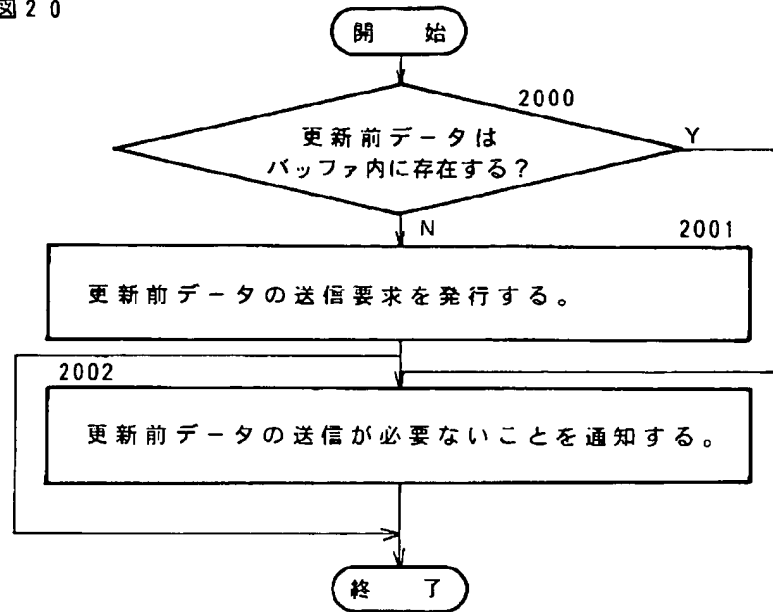 図20
開 始
2000
更新前データは
バッファ内に存在する？
Y
N
2001
更新前データの送信要求を発行する。
2002
更新前データの送信が必要ないことを通知する。
終 了